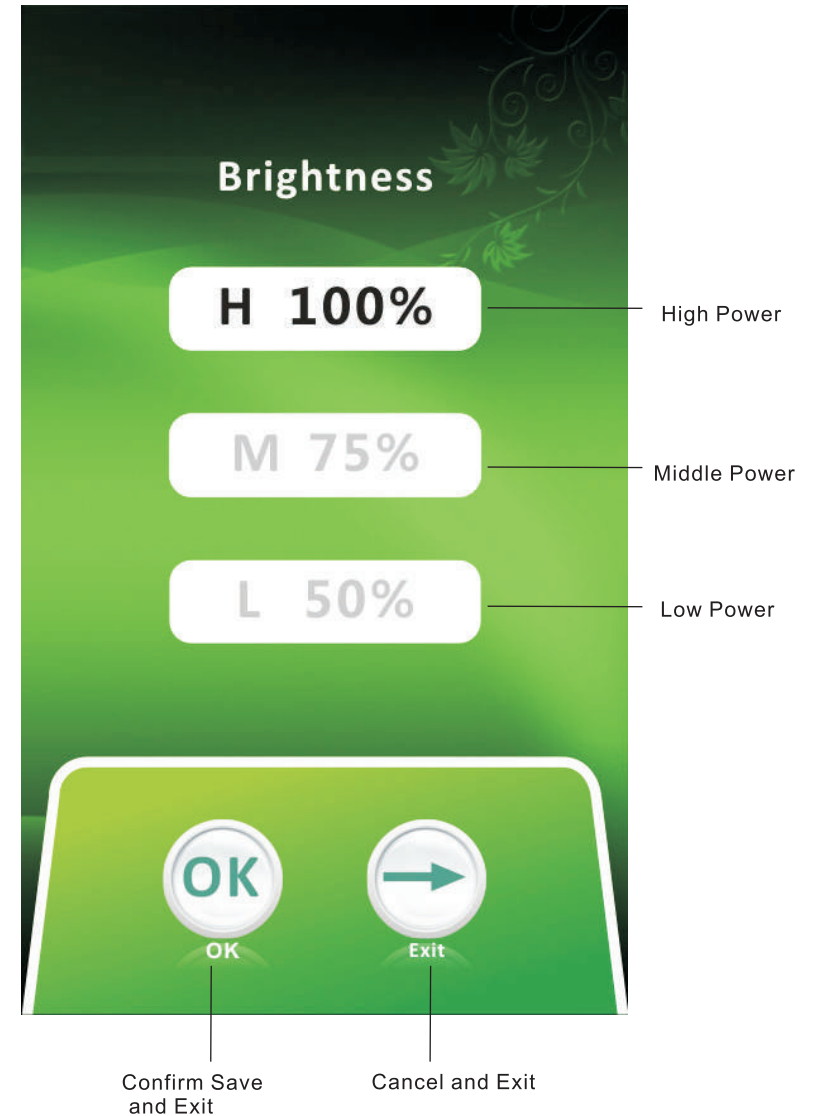 Brightness
H 100%
High Power
M 75%
Middle Power
L 50%
Low Power
OK
OK
Exit
Confirm Save
and Exit
Cancel and Exit